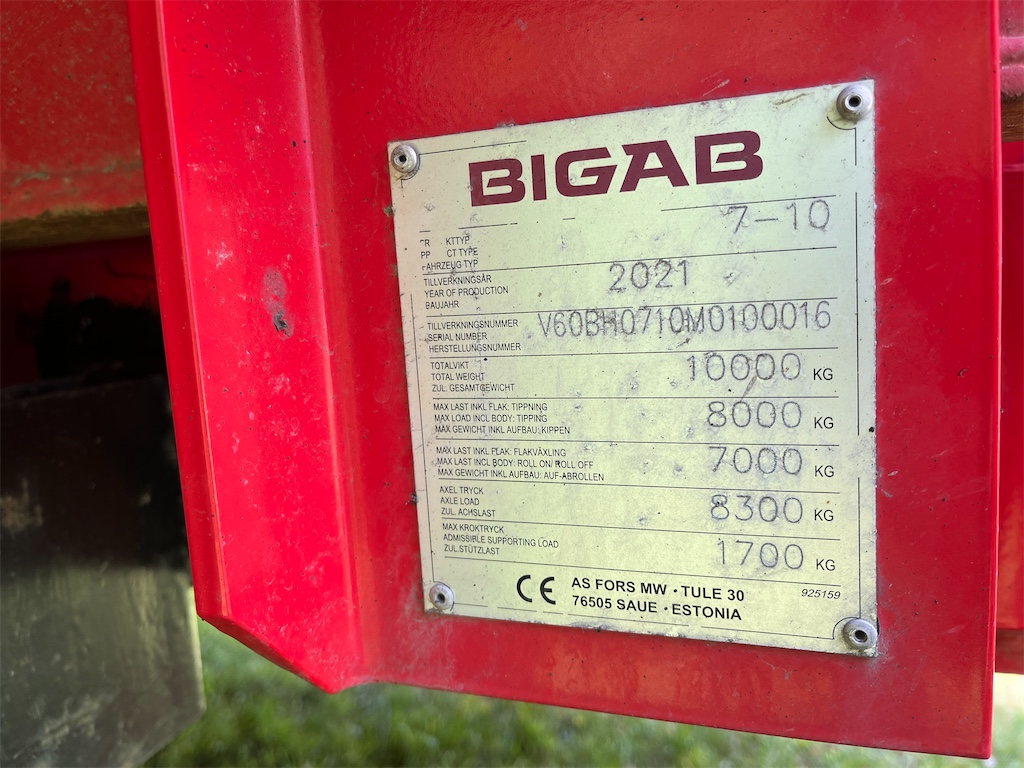 BIGAB
7-10
CT TYPE
FAHRZEUG TYP
TILLVERKNINGSÅR
YEAR OF PRODUCTION
BAUJAHR
2021
TILLVERKNINGSNUMMER
SERIAL NUMBER
HERSTELLUNGSNUMMER
V60BH0710M0100016
TOTALVIKT
TOTAL WEIGHT
ZUL. GESAMTGEWICHT
10000 KG
MAX LAST INKL FLAK: TIPPNING
MAX LOAD INCL BODY: TIPPING
MAX GEWICHT INKL AUFBAU: KIPPEN
8000 KG
MAX LAST INKL FLAK: FLAKVÄXLING
MAX LAST INCL BODY: ROLL ON/ ROLL OFF
MAX GEWICHT INKL AUFBAU: AUF-ABROLLEN
7000 KG
AXEL TRYCK
AXLE LOAD
ZUL. ACHSLAST
8300 KG
MAX KROKTRYCK
ADMISSIBLE SUPPORTING LOAD
ZUL.STÜTZLAST
1700 KG
CE
AS FORS MW · TULE 30
76505 SAUE · ESTONIA
925159